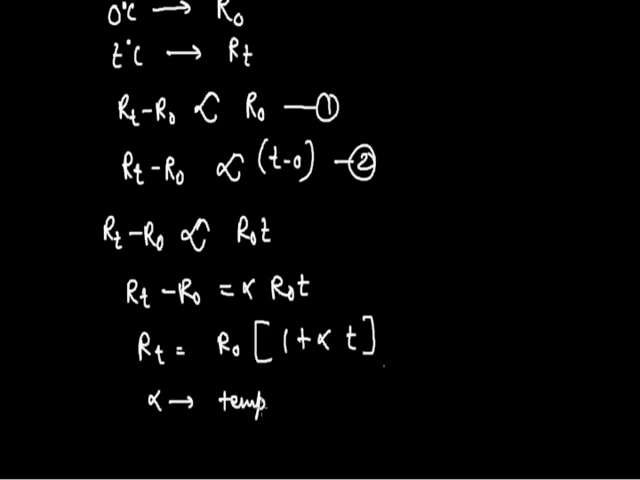 0°C → R₀
t°C → Rt
Rt-R₀ ∝ R₀ —①
Rt-R₀ ∝ (t-0) —②
Rt-R₀ ∝ R₀t
Rt-R₀ = α R₀t
Rt = R₀ [1+α t]
α → temp